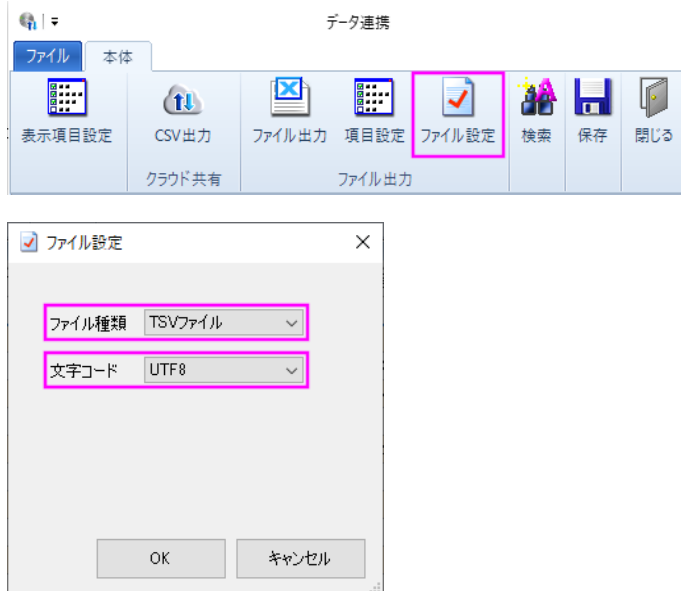 データ連携
ファイル 本体
表示項目設定 CSV出力 ファイル出力 項目設定 ファイル設定 検索 保存 閉じる
クラウド共有 ファイル出力
ファイル設定
ファイル種類 TSVファイル
文字コード UTF8
OK キャンセル